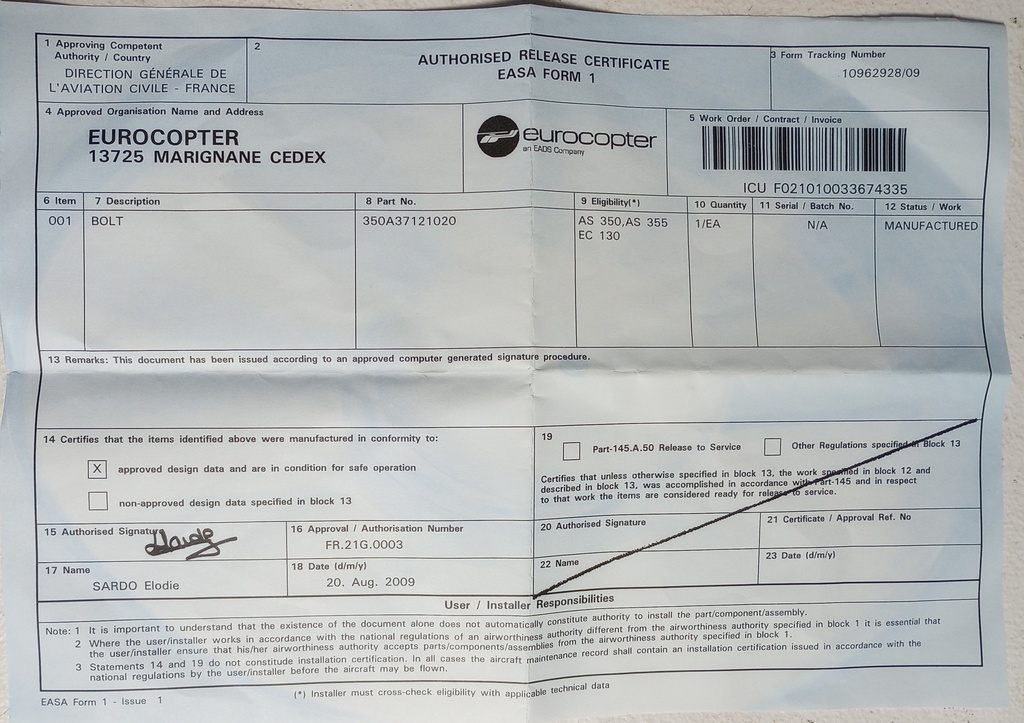 1 Approving Competent
Authority / Country
DIRECTION GÉNÉRALE DE
L'AVIATION CIVILE - FRANCE
2
AUTHORISED RELEASE CERTIFICATE
EASA FORM 1
3 Form Tracking Number
10962928/09
4 Approved Organisation Name and Address
EUROCOPTER
13725 MARIGNANE CEDEX
eurocopter
an EADS Company
5 Work Order / Contract / Invoice
ICU F021010033674335
6 Item 7 Description 8 Part No. 9 Eligibility(*) 10 Quantity 11 Serial / Batch No. 12 Status / Work
001 BOLT 350A37121020 AS 350,AS 355 1/EA N/A MANUFACTURED
EC 130
13 Remarks: This document has been issued according to an approved computer generated signature procedure.
14 Certifies that the items identified above were manufactured in conformity to:
X approved design data and are in condition for safe operation
non-approved design data specified in block 13
19
Part-145.A.50 Release to Service Other Regulations specified in Block 13
Certifies that unless otherwise specified in block 13, the work specified in block 12 and
described in block 13, was accomplished in accordance with Part-145 and in respect
to that work the items are considered ready for release to service.
15 Authorised Signature
16 Approval / Authorisation Number
FR.21G.0003
20 Authorised Signature
21 Certificate / Approval Ref. No
17 Name
SARDO Elodie
18 Date (d/m/y)
20. Aug. 2009
22 Name
23 Date (d/m/y)
User / Installer Responsibilities
Note: 1 It is important to understand that the existence of the document alone does not automatically constitute authority to install the part/component/assembly.
2 Where the user/installer works in accordance with the national regulations of an airworthiness authority different from the airworthiness authority specified in block 1 it is essential that
the user/installer ensure that his/her airworthiness authority accepts parts/components/assemblies from the airworthiness authority specified in block 1.
3 Statements 14 and 19 do not constitute installation certification. In all cases the aircraft maintenance record shall contain an installation certification issued in accordance with the
national regulations by the user/installer before the aircraft may be flown.
(*) Installer must cross-check eligibility with applicable technical data
EASA Form 1 - Issue 1